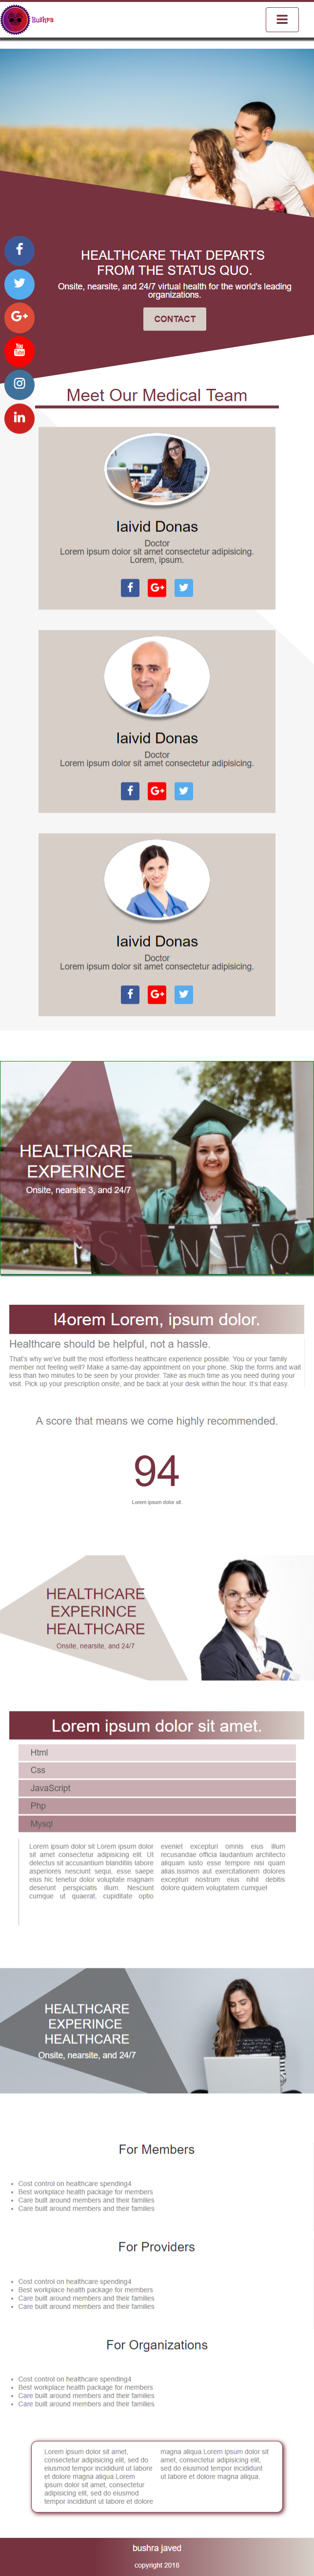 Bushra
HEALTHCARE THAT DEPARTS
FROM THE STATUS QUO.
Onsite, nearsite, and 24/7 virtual health for the world's leading
organizations.
CONTACT
Meet Our Medical Team
Iaivid Donas
Doctor
Lorem ipsum dolor sit amet consectetur adipisicing.
Lorem, ipsum.
Iaivid Donas
Doctor
Lorem ipsum dolor sit amet consectetur adipisicing.
Iaivid Donas
Doctor
Lorem ipsum dolor sit amet consectetur adipisicing.
HEALTHCARE
EXPERINCE
Onsite, nearsite 3, and 24/7
SENIO
l4orem Lorem, ipsum dolor.
Healthcare should be helpful, not a hassle.
That's why we've built the most effortless healthcare experience possible. You or your family
member not feeling well? Make a same-day appointment on your phone. Skip the forms and wait
less than two minutes to be seen by your provider. Take as much time as you need during your
visit. Pick up your prescription onsite, and be back at your desk within the hour. It's that easy.
A score that means we come highly recommended.
94
Lorem ipsum dolor sit.
HEALTHCARE
EXPERINCE
HEALTHCARE
Onsite, nearsite, and 24/7
Lorem ipsum dolor sit amet.
Html
Css
JavaScript
Php
Mysql
Lorem ipsum dolor sit Lorem ipsum dolor
sit amet consectetur adipisicing elit. Ut
delectus sit accusantium blanditiis labore
asperiores nesciunt sequi, esse saepe
eius hic tenetur dolor voluptate magnam
deserunt perspiciatis illum. Nesciunt
cumque ut quaerat, cupiditate optio
eveniet excepturi omnis eius illum
recusandae officia laudantium architecto
aliquam iusto esse tempore nisi quam
alias issimos aut exercitationem dolores
excepturi nostrum eius nihil debitis
dolore quidem voluptatem cumque!
HEALTHCARE
EXPERINCE
HEALTHCARE
Onsite, nearsite, and 24/7
For Members
Cost control on healthcare spending4
Best workplace health package for members
Care built around members and their families
Care built around members and their families
For Providers
Cost control on healthcare spending4
Best workplace health package for members
Care built around members and their families
Care built around members and their families
For Organizations
Cost control on healthcare spending4
Best workplace health package for members
Care built around members and their families
Care built around members and their families
Lorem ipsum dolor sit amet,
consectetur adipisicing elit, sed do
eiusmod tempor incididunt ut labore
et dolore magna aliqua.Lorem
ipsum dolor sit amet, consectetur
adipisicing elit, sed do eiusmod
tempor incididunt ut labore et dolore
magna aliqua.Lorem ipsum dolor sit
amet, consectetur adipisicing elit,
sed do eiusmod tempor incididunt
ut labore et dolore magna aliqua.
bushra javed
copyright 2018